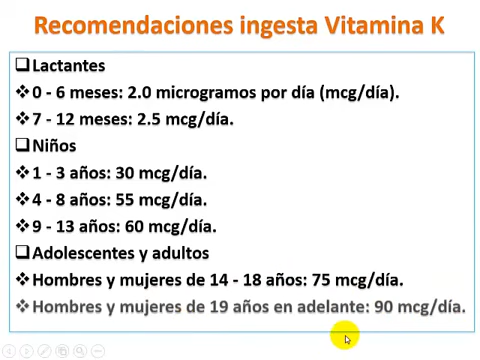 Recomendaciones ingesta Vitamina K
Lactantes
0 - 6 meses: 2.0 microgramos por día (mcg/día).
7 - 12 meses: 2.5 mcg/día.
Niños
1 - 3 años: 30 mcg/día.
4 - 8 años: 55 mcg/día.
9 - 13 años: 60 mcg/día.
Adolescentes y adultos
Hombres y mujeres de 14 - 18 años: 75 mcg/día.
Hombres y mujeres de 19 años en adelante: 90 mcg/día.